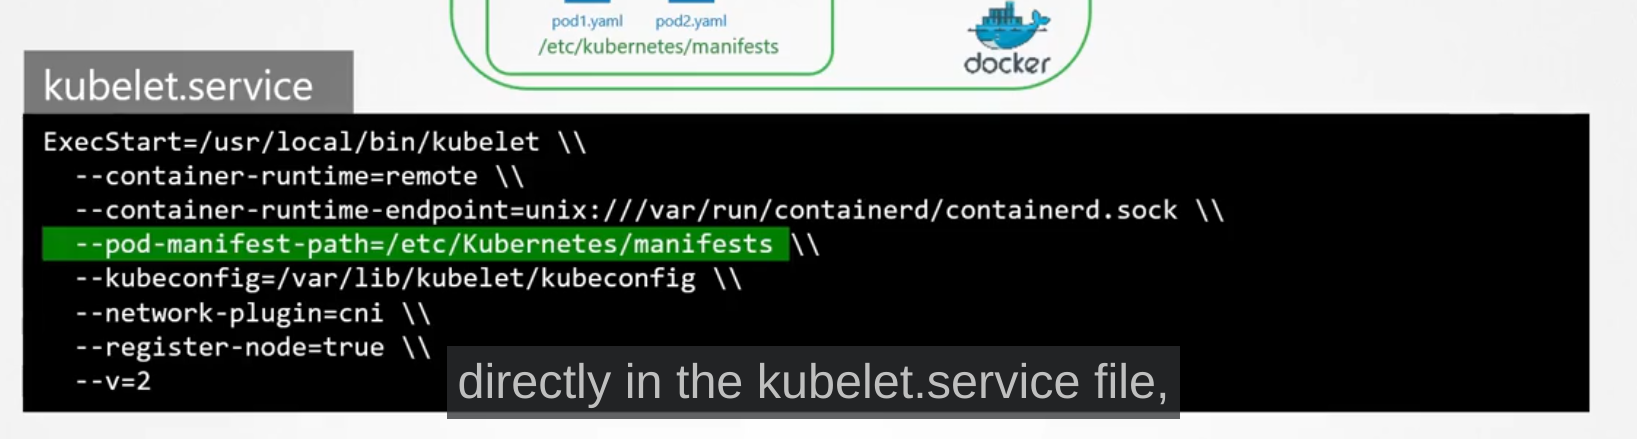 pod1.yaml pod2.yaml
/etc/kubernetes/manifests
docker
kubelet.service
ExecStart=/usr/local/bin/kubelet \\
--container-runtime=remote \\
--container-runtime-endpoint=unix:///var/run/containerd/containerd.sock \\
--pod-manifest-path=/etc/Kubernetes/manifests \\
--kubeconfig=/var/lib/kubelet/kubeconfig \\
--network-plugin=cni \\
--register-node=true \\
--v=2
directly in the kubelet.service file,